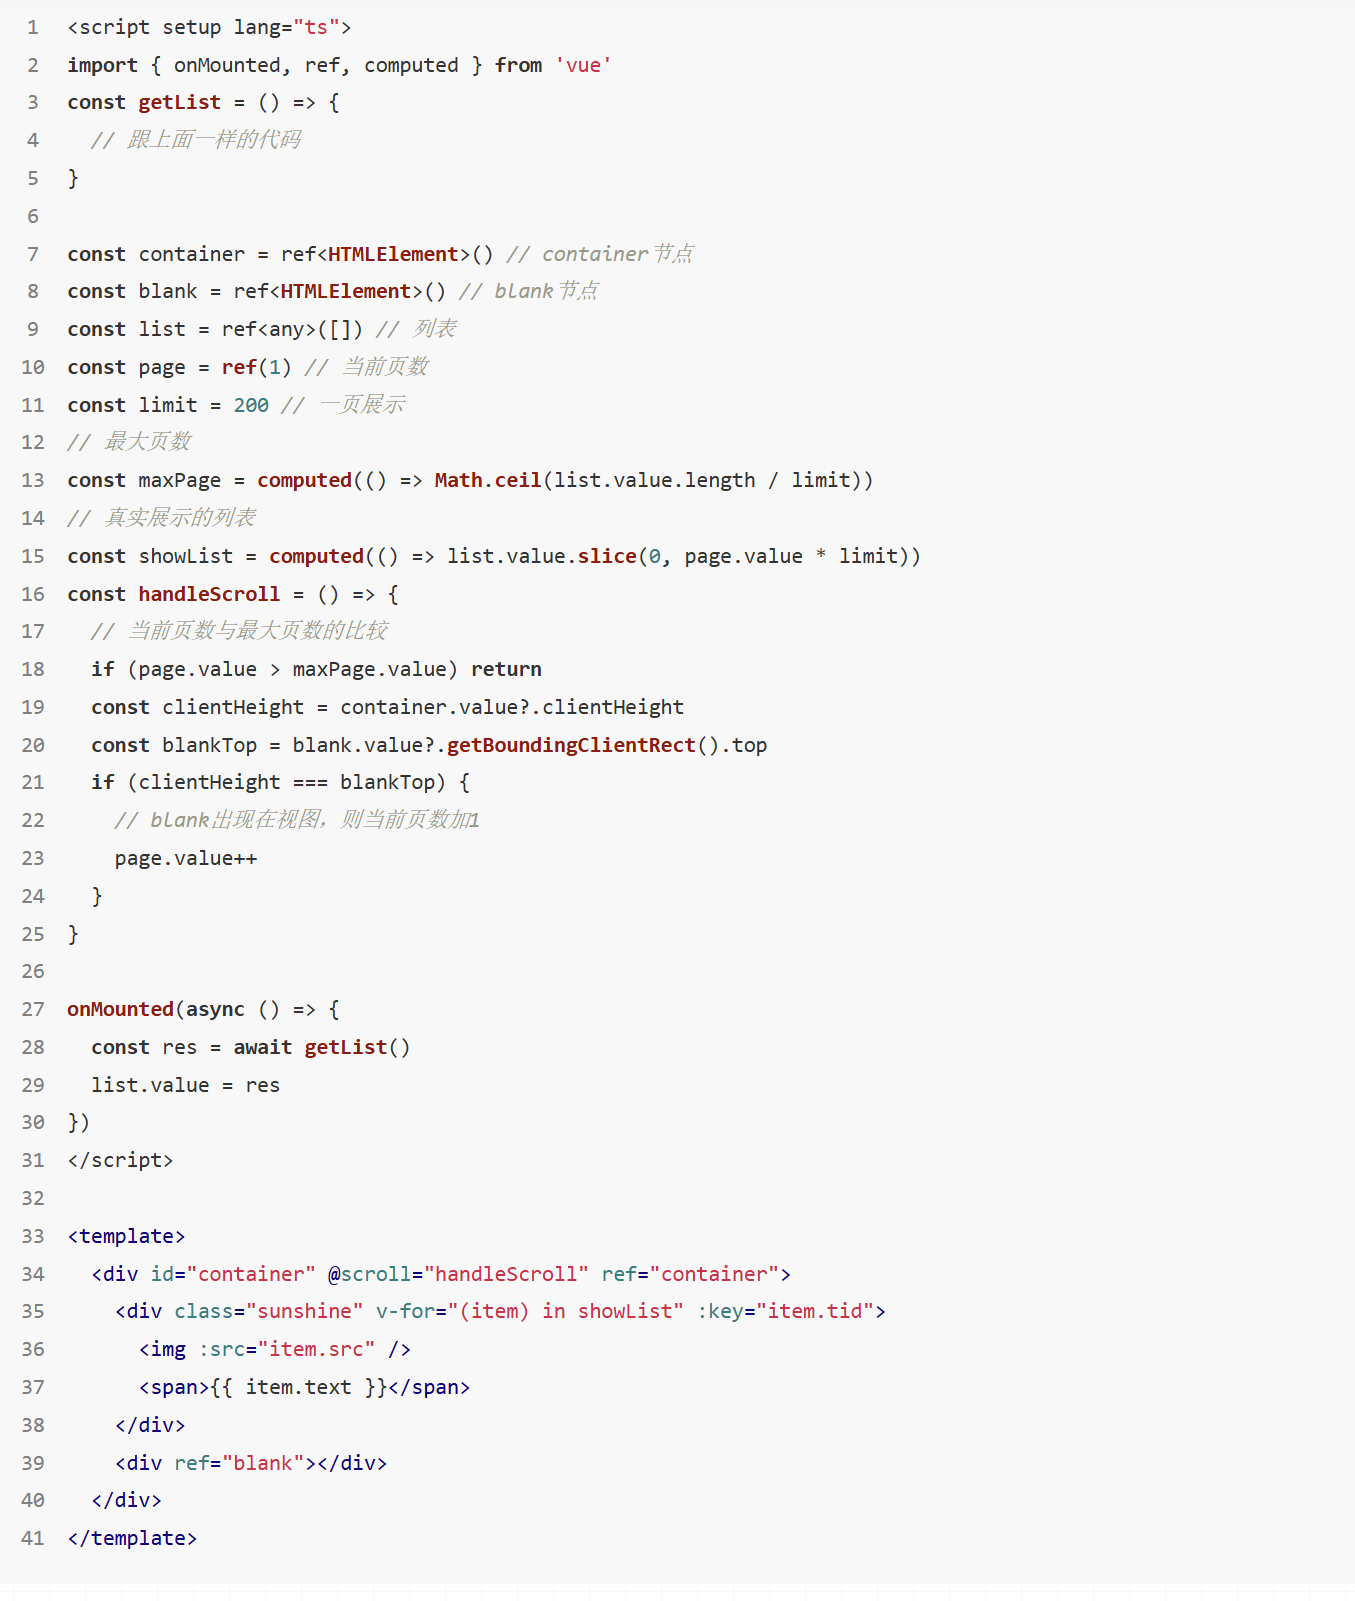 1 <script setup lang="ts">
2 import { onMounted, ref, computed } from 'vue'
3 const getList = () => {
4   // 跟上面一样的代码
5 }
6
7 const container = ref<HTMLElement>() // container节点
8 const blank = ref<HTMLElement>() // blank节点
9 const list = ref<any>([]) // 列表
10 const page = ref(1) // 当前页数
11 const limit = 200 // 一页展示
12 // 最大页数
13 const maxPage = computed(() => Math.ceil(list.value.length / limit))
14 // 真实展示的列表
15 const showList = computed(() => list.value.slice(0, page.value * limit))
16 const handleScroll = () => {
17   // 当前页数与最大页数的比较
18   if (page.value > maxPage.value) return
19   const clientHeight = container.value?.clientHeight
20   const blankTop = blank.value?.getBoundingClientRect().top
21   if (clientHeight === blankTop) {
22     // blank出现在视图，则当前页数加1
23     page.value++
24   }
25 }
26
27 onMounted(async () => {
28   const res = await getList()
29   list.value = res
30 })
31 </script>
32
33 <template>
34   <div id="container" @scroll="handleScroll" ref="container">
35     <div class="sunshine" v-for="(item) in showList" :key="item.tid">
36       <img :src="item.src" />
37       <span>{{ item.text }}</span>
38     </div>
39     <div ref="blank"></div>
40   </div>
41 </template>